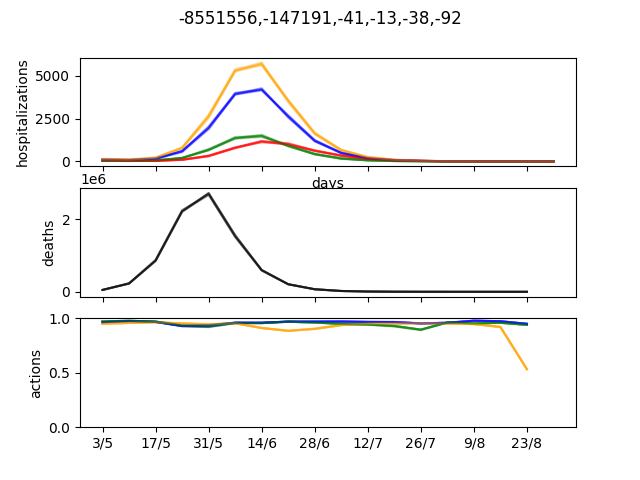 -8551556,-147191,-41,-13,-38,-92
hospitalizations
5000
2500
0
days
1e6
deaths
2
0
actions
1.0
0.5
0.0
3/5 17/5 31/5 14/6 28/6 12/7 26/7 9/8 23/8